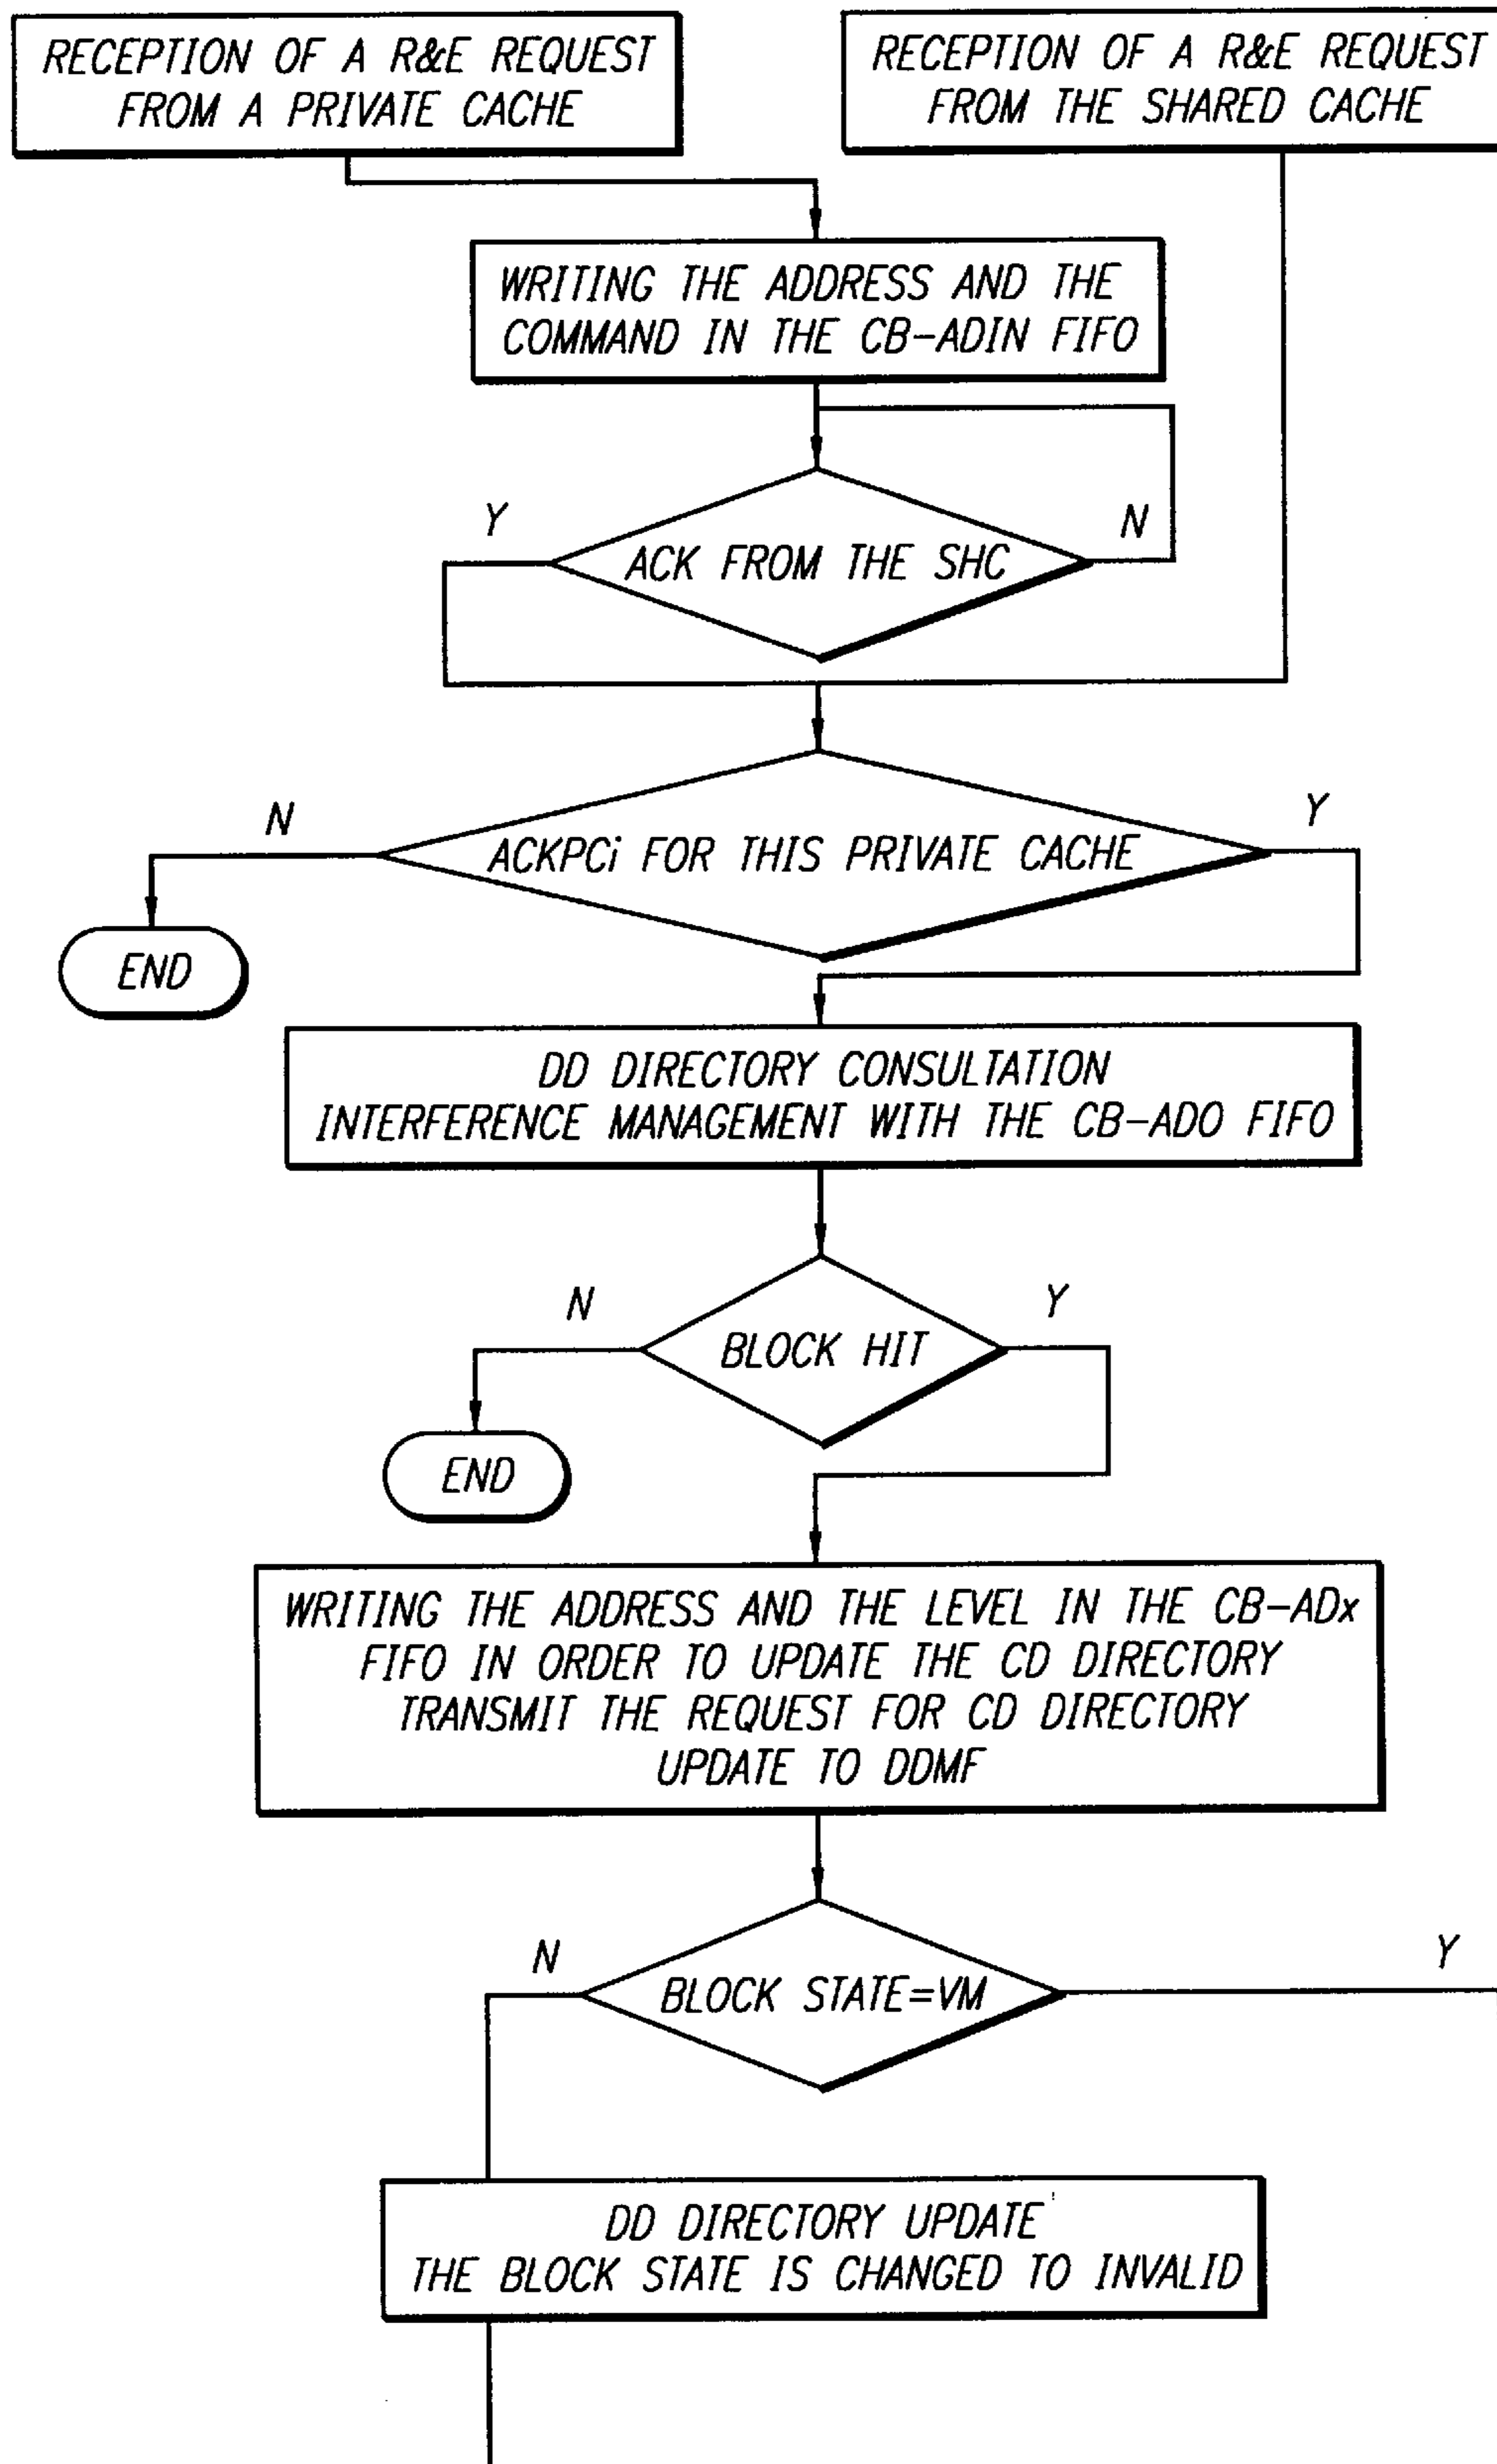 RECEPTION OF A R&E REQUEST
FROM A PRIVATE CACHE
RECEPTION OF A R&E REQUEST
FROM THE SHARED CACHE
WRITING THE ADDRESS AND THE
COMMAND IN THE CB-ADIN FIFO
Y
N
ACK FROM THE SHC
N
Y
ACKPCi FOR THIS PRIVATE CACHE
END
DD DIRECTORY CONSULTATION
INTERFERENCE MANAGEMENT WITH THE CB-ADO FIFO
N
Y
BLOCK HIT
END
WRITING THE ADDRESS AND THE LEVEL IN THE CB-ADx
FIFO IN ORDER TO UPDATE THE CD DIRECTORY
TRANSMIT THE REQUEST FOR CD DIRECTORY
UPDATE TO DDMF
N
Y
BLOCK STATE=VM
DD DIRECTORY UPDATE
THE BLOCK STATE IS CHANGED TO INVALID